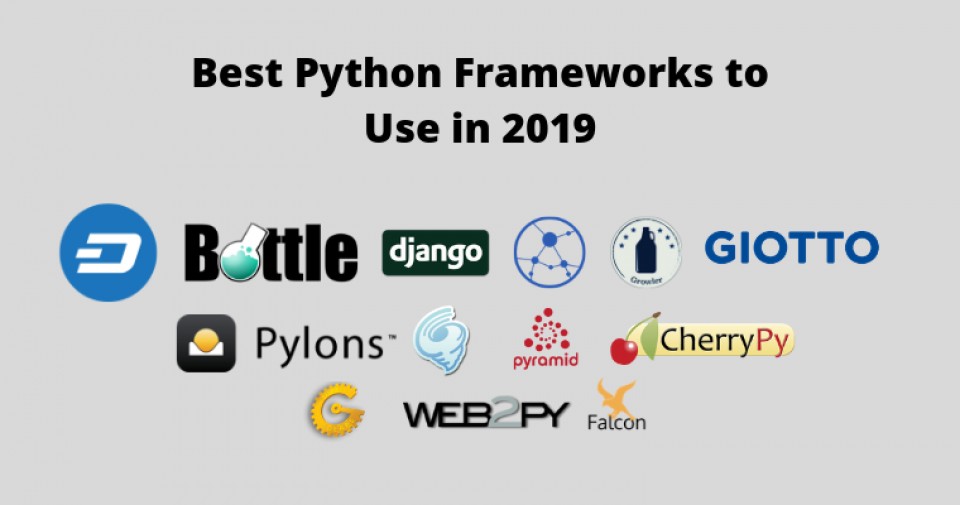 Best Python Frameworks to
Use in 2019
Bottle
django
Growler
GIOTTO
Pylons™
pyramid
CherryPy
WEB2PY
Falcon